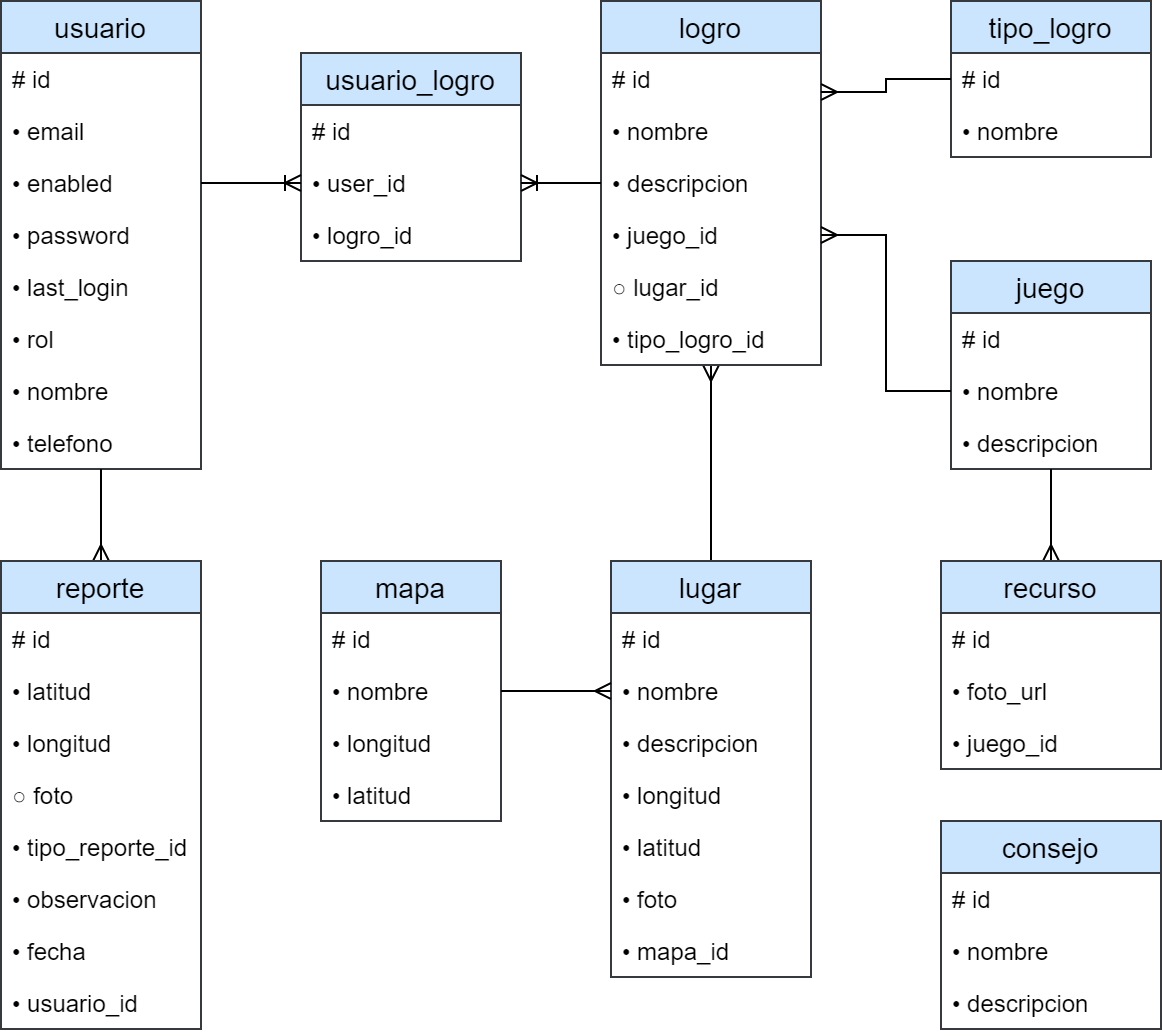 usuario
# id
• email
• enabled
• password
• last_login
• rol
• nombre
• telefono
usuario_logro
# id
• user_id
• logro_id
logro
# id
• nombre
• descripcion
• juego_id
○ lugar_id
• tipo_logro_id
tipo_logro
# id
• nombre
juego
# id
• nombre
• descripcion
reporte
# id
• latitud
• longitud
○ foto
• tipo_reporte_id
• observacion
• fecha
• usuario_id
mapa
# id
• nombre
• longitud
• latitud
lugar
# id
• nombre
• descripcion
• longitud
• latitud
• foto
• mapa_id
recurso
# id
• foto_url
• juego_id
consejo
# id
• nombre
• descripcion